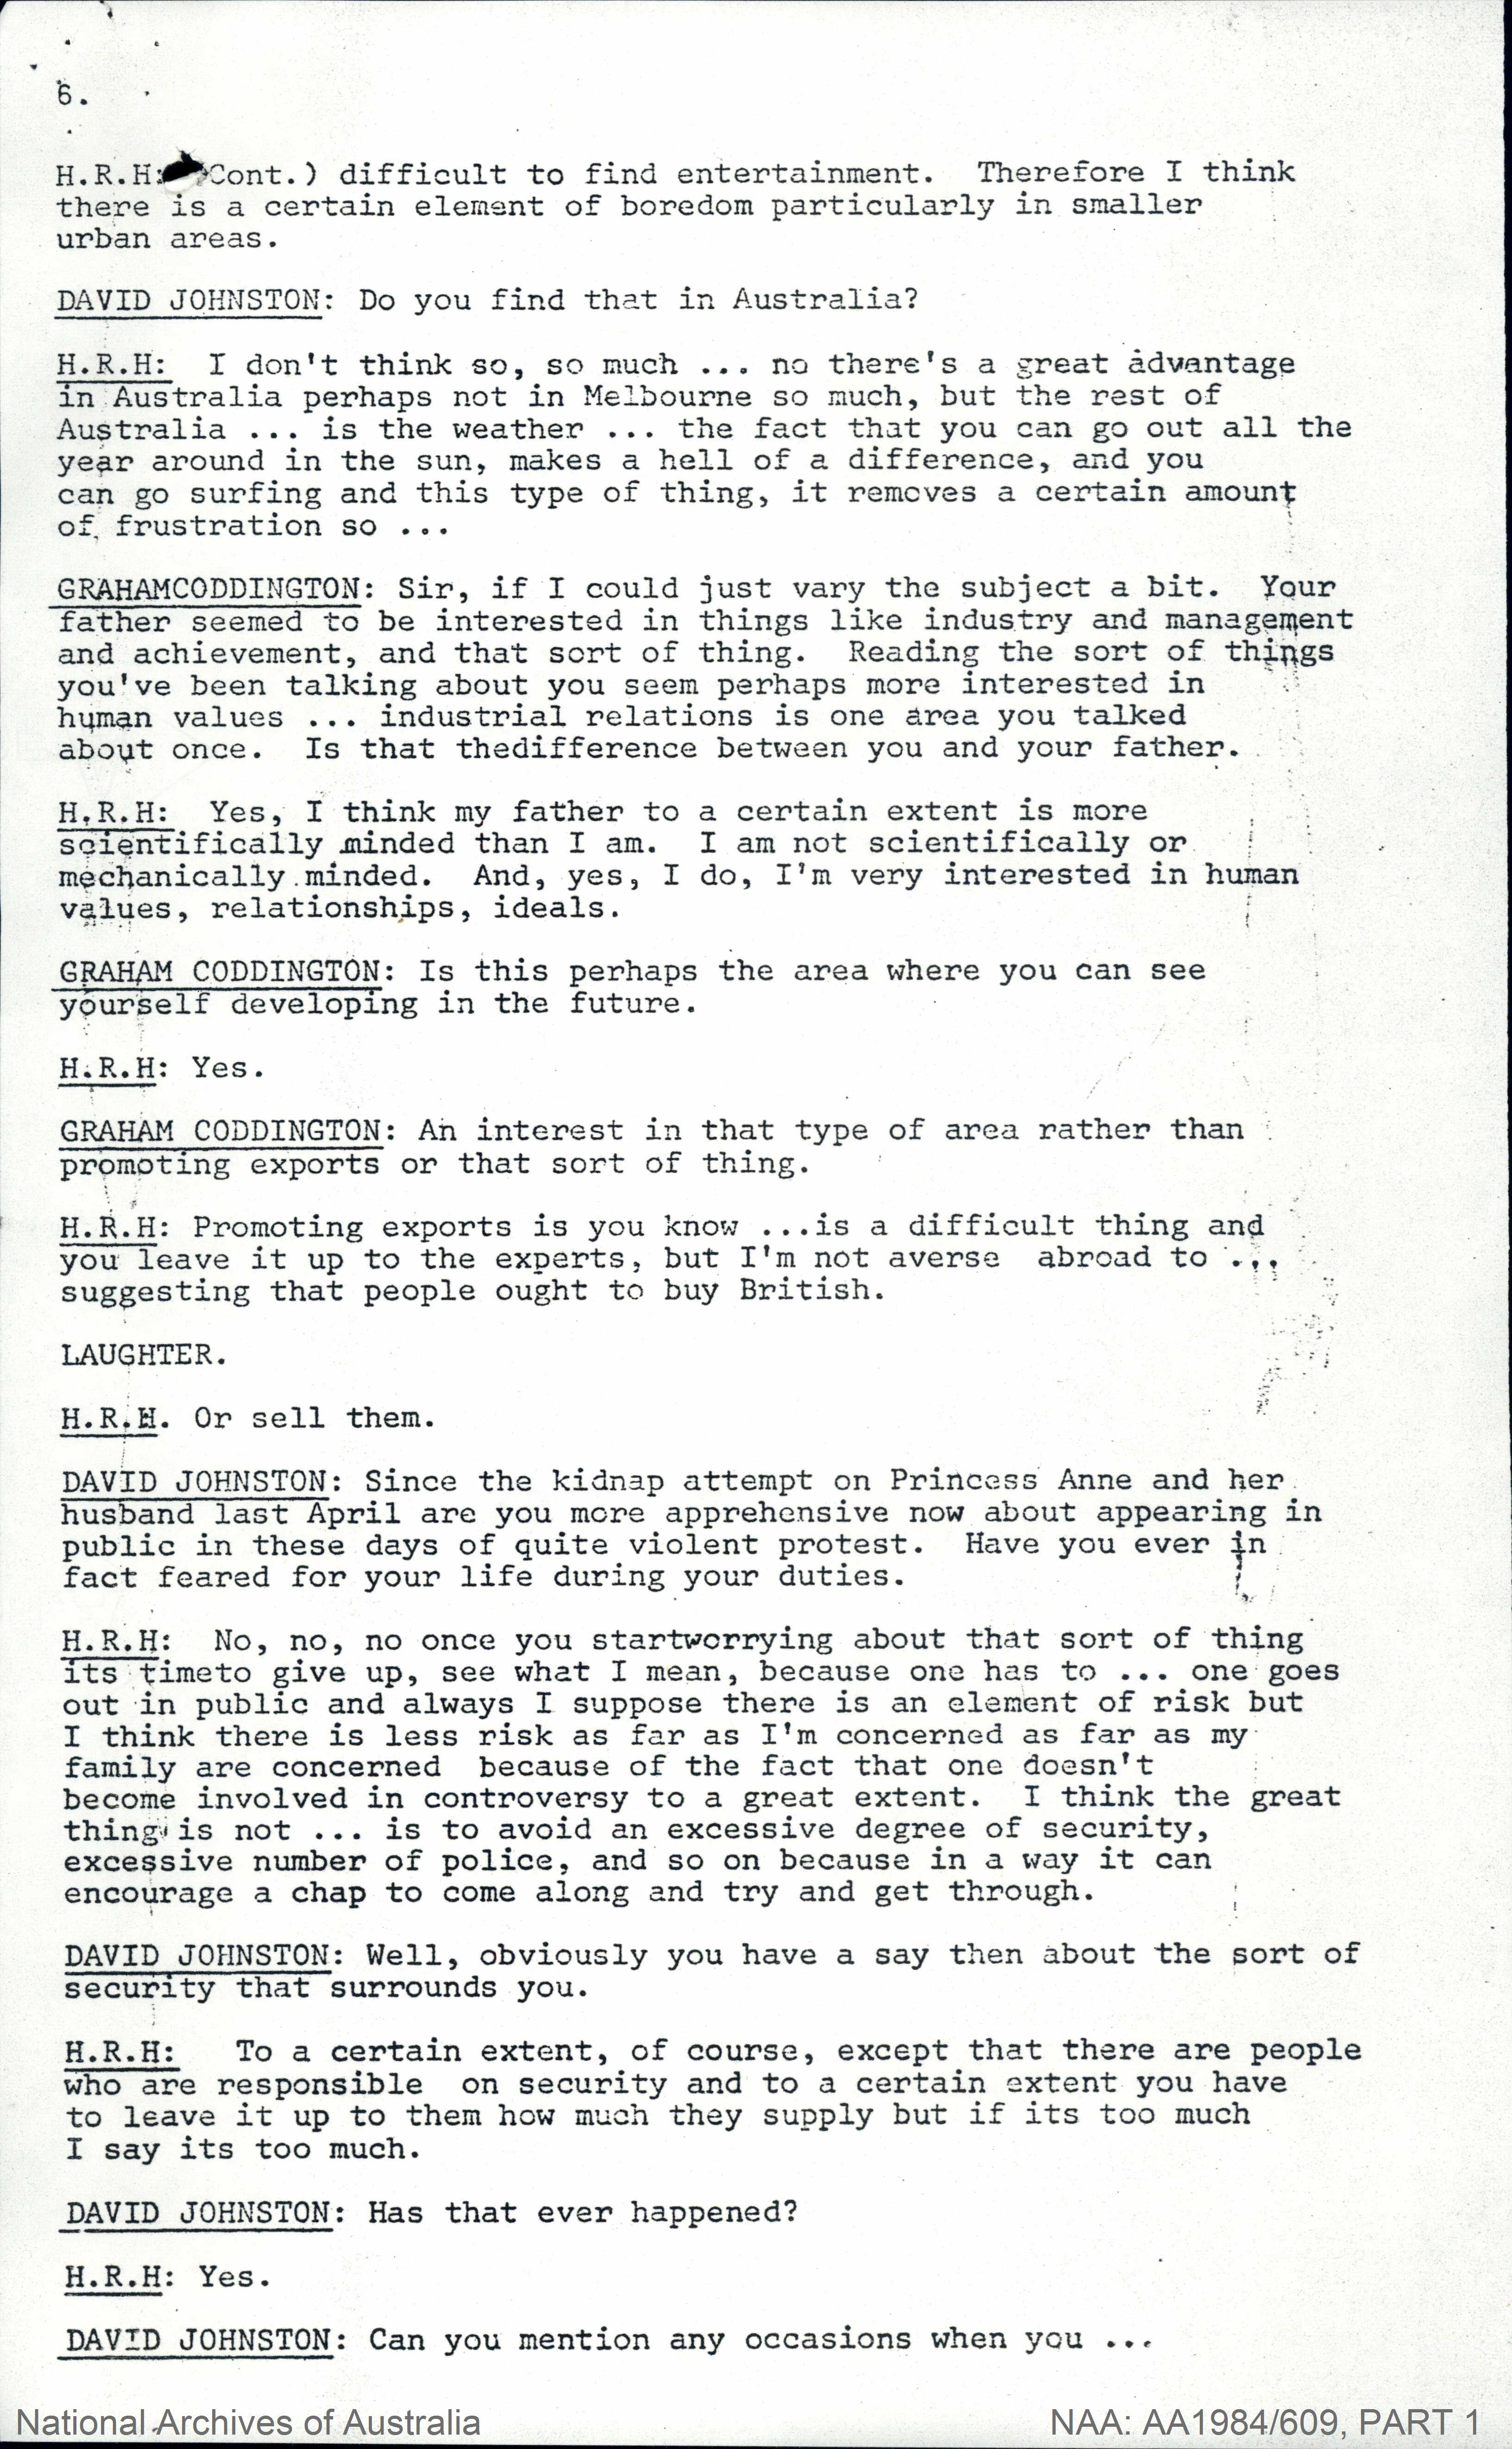 6.
H.R.H: (Cont.) difficult to find entertainment. Therefore I think
there is a certain element of boredom particularly in smaller
urban areas.
DAVID JOHNSTON: Do you find that in Australia?
H.R.H: I don't think so, so much ... no there's a great advantage
in Australia perhaps not in Melbourne so much, but the rest of
Australia ... is the weather ... the fact that you can go out all the
year around in the sun, makes a hell of a difference, and you
can go surfing and this type of thing, it removes a certain amount
of frustration so ...
GRAHAMCODDINGTON: Sir, if I could just vary the subject a bit. Your
father seemed to be interested in things like industry and management
and achievement, and that sort of thing. Reading the sort of things
you've been talking about you seem perhaps more interested in
human values ... industrial relations is one area you talked
about once. Is that thedifference between you and your father.
H.R.H: Yes, I think my father to a certain extent is more
scientifically minded than I am. I am not scientifically or
mechanically minded. And, yes, I do, I'm very interested in human
values, relationships, ideals.
GRAHAM CODDINGTON: Is this perhaps the area where you can see
yourself developing in the future.
H.R.H: Yes.
GRAHAM CODDINGTON: An interest in that type of area rather than
promoting exports or that sort of thing.
H.R.H: Promoting exports is you know ...is a difficult thing and
you leave it up to the experts, but I'm not averse abroad to ...
suggesting that people ought to buy British.
LAUGHTER.
H.R.H. Or sell them.
DAVID JOHNSTON: Since the kidnap attempt on Princess Anne and her
husband last April are you more apprehensive now about appearing in
public in these days of quite violent protest. Have you ever in
fact feared for your life during your duties.
H.R.H: No, no, no once you startworrying about that sort of thing
its timeto give up, see what I mean, because one has to ... one goes
out in public and always I suppose there is an element of risk but
I think there is less risk as far as I'm concerned as far as my
family are concerned because of the fact that one doesn't
become involved in controversy to a great extent. I think the great
thing is not ... is to avoid an excessive degree of security,
excessive number of police, and so on because in a way it can
encourage a chap to come along and try and get through.
DAVID JOHNSTON: Well, obviously you have a say then about the sort of
security that surrounds you.
H.R.H: To a certain extent, of course, except that there are people
who are responsible on security and to a certain extent you have
to leave it up to them how much they supply but if its too much
I say its too much.
DAVID JOHNSTON: Has that ever happened?
H.R.H: Yes.
DAVID JOHNSTON: Can you mention any occasions when you ...
National Archives of Australia NAA: AA1984/609, PART 1